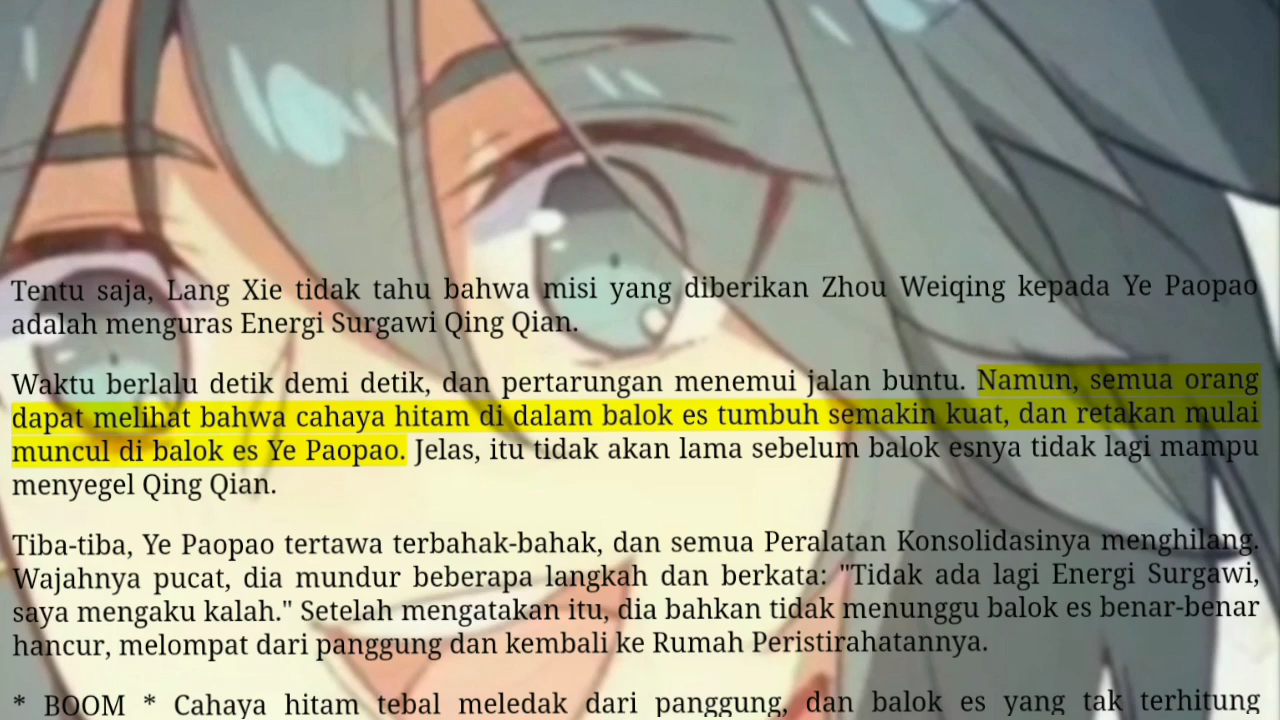 Tentu saja, Lang Xie tidak tahu bahwa misi yang diberikan Zhou Weiqing kepada Ye Paopao
adalah menguras Energi Surgawi Qing Qian.
Waktu berlalu detik demi detik, dan pertarungan menemui jalan buntu. Namun, semua orang
dapat melihat bahwa cahaya hitam di dalam balok es tumbuh semakin kuat, dan retakan mulai
muncul di balok es Ye Paopao. Jelas, itu tidak akan lama sebelum balok esnya tidak lagi mampu
menyegel Qing Qian.
Tiba-tiba, Ye Paopao tertawa terbahak-bahak, dan semua Peralatan Konsolidasinya menghilang.
Wajahnya pucat, dia mundur beberapa langkah dan berkata: "Tidak ada lagi Energi Surgawi,
saya mengaku kalah." Setelah mengatakan itu, dia bahkan tidak menunggu balok es benar-benar
hancur, melompat dari panggung dan kembali ke Rumah Peristirahatannya.
* BOOM * Cahaya hitam tebal meledak dari panggung, dan balok es yang tak terhitung